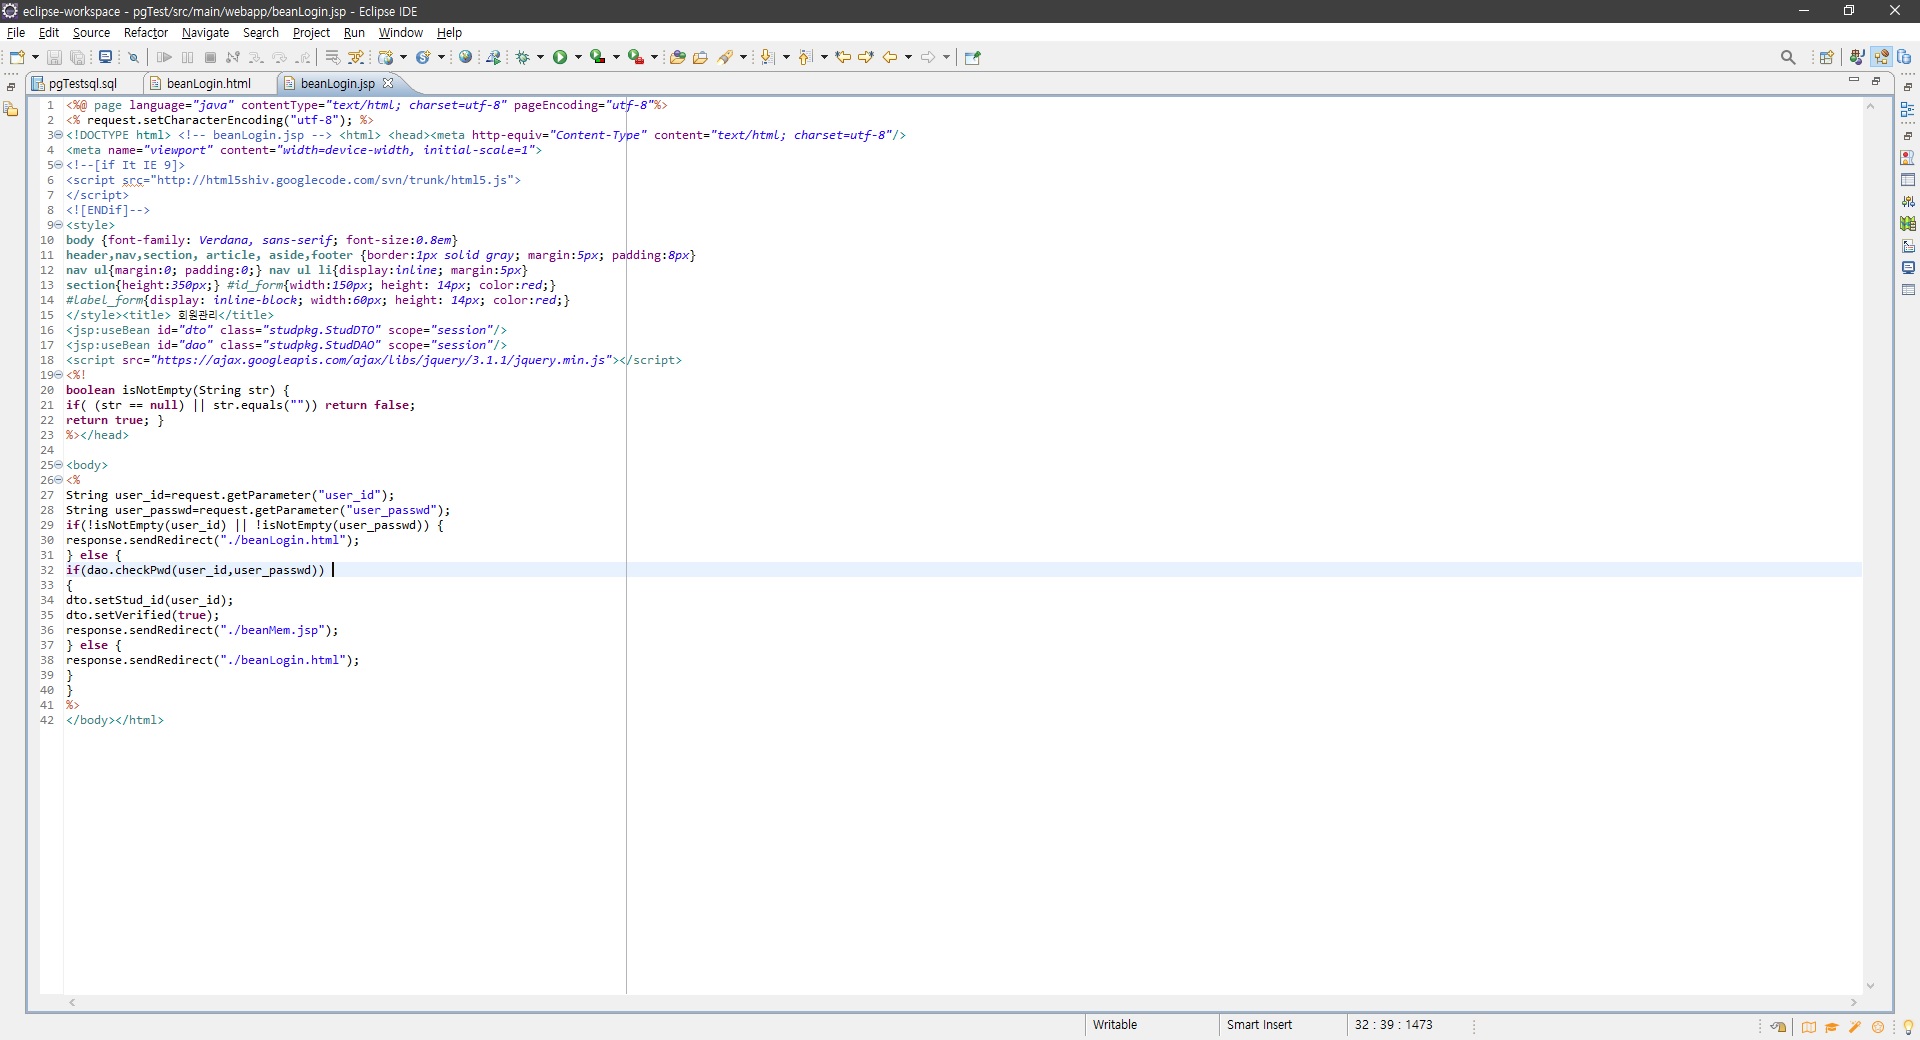 eclipse-workspace - pgTest/src/main/webapp/beanLogin.jsp - Eclipse IDE
File Edit Source Refactor Navigate Search Project Run Window Help
pgTestsql.sql beanLogin.html beanLogin.jsp
1 <%@ page language="java" contentType="text/html; charset=utf-8" pageEncoding="utf-8"%>
2 <% request.setCharacterEncoding("utf-8"); %>
3 <!DOCTYPE html> <!-- beanLogin.jsp --> <html> <head><meta http-equiv="Content-Type" content="text/html; charset=utf-8"/>
4 <meta name="viewport" content="width=device-width, initial-scale=1">
5 <!--[if It IE 9]>
6 <script src="http://html5shiv.googlecode.com/svn/trunk/html5.js">
7 </script>
8 <![ENDif]-->
9 <style>
10 body {font-family: Verdana, sans-serif; font-size:0.8em}
11 header,nav,section, article, aside,footer {border:1px solid gray; margin:5px; padding:8px}
12 nav ul{margin:0; padding:0;} nav ul li{display:inline; margin:5px}
13 section{height:350px;} #id_form{width:150px; height: 14px; color:red;}
14 #label_form{display: inline-block; width:60px; height: 14px; color:red;}
15 </style><title> 회원관리</title>
16 <jsp:useBean id="dto" class="studpkg.StudDTO" scope="session"/>
17 <jsp:useBean id="dao" class="studpkg.StudDAO" scope="session"/>
18 <script src="https://ajax.googleapis.com/ajax/libs/jquery/3.1.1/jquery.min.js"></script>
19 <%!
20 boolean isNotEmpty(String str) {
21 if( (str == null) || str.equals("")) return false;
22 return true; }
23 %></head>
24
25 <body>
26 <%
27 String user_id=request.getParameter("user_id");
28 String user_passwd=request.getParameter("user_passwd");
29 if(!isNotEmpty(user_id) || !isNotEmpty(user_passwd)) {
30 response.sendRedirect("./beanLogin.html");
31 } else {
32 if(dao.checkPwd(user_id,user_passwd))
33 {
34 dto.setStud_id(user_id);
35 dto.setVerified(true);
36 response.sendRedirect("./beanMem.jsp");
37 } else {
38 response.sendRedirect("./beanLogin.html");
39 }
40 }
41 %>
42 </body></html>
Writable Smart Insert 32 : 39 : 1473